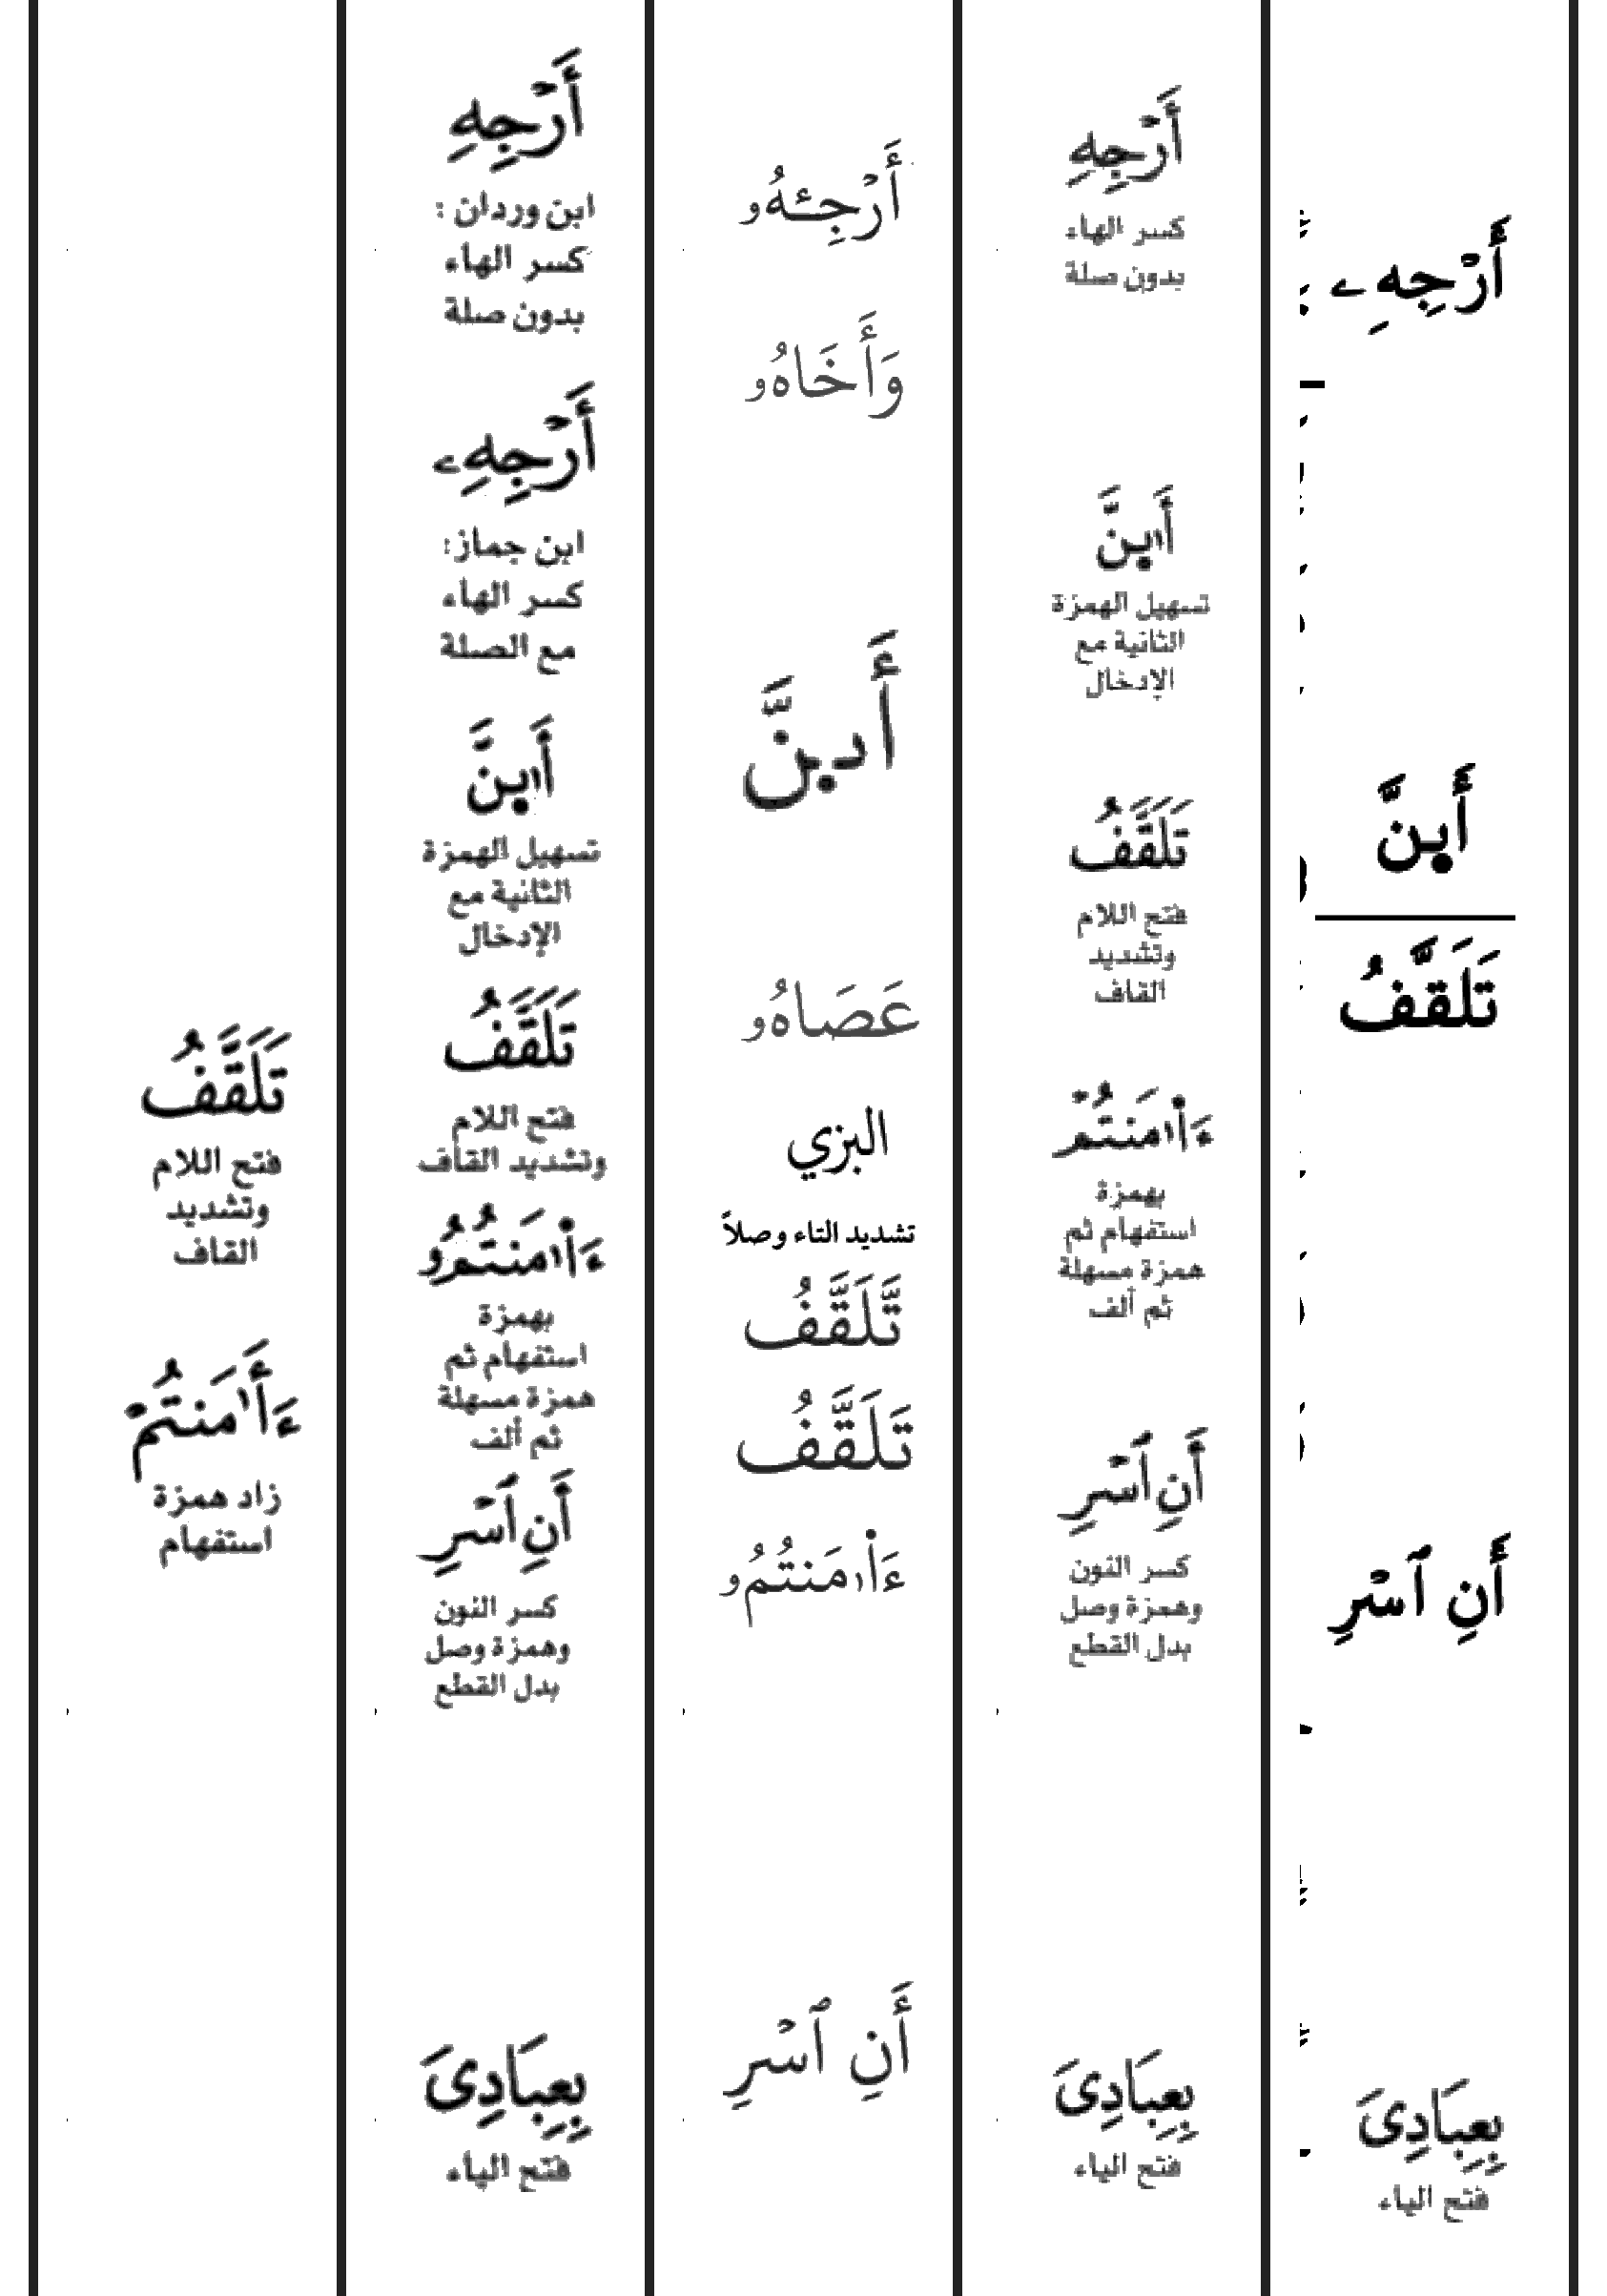 أَرْجِهِۦ
أَى۪نَّ
تَلَقَّفُ
أَنِ ٱسْرِ
بِعِبَادِىَ
فتح الياء
أَرْجِهِ
كسر الهاء
بدون صلة
أَا۪ىنَّ
تسهيل الهمزة
الثانية مع
الإدخال
تَلَقَّفُ
فتح اللام
وتشديد
القاف
ءَاٰ۬مَنتُمْ
بهمزة
استفهام ثم
همزة مسهلة
ثم ألف
أَنِ ٱسْرِ
كسر النون
وهمزة وصل
بدل القطع
بِعِبَادِىَ
فتح الياء
أَرْجِئْهُۥ
وَأَخَاهُۥ
أَى۪نَّ
عَصَاهُۥ
البزي
تشديد التاء وصلاً
تَّلَقَّفُ
تَلَقَّفُ
ءَاٰ۬مَنتُمُۥ
أَنِ ٱسْرِ
أَرْجِهِ
ابن وردان :
كسر الهاء
بدون صلة
أَرْجِهِۦ
ابن جماز:
كسر الهاء
مع الصلة
أَا۪ىنَّ
تسهيل الهمزة
الثانية مع
الإدخال
تَلَقَّفُ
فتح اللام
وتشديد القاف
ءَاٰ۬مَنتُمُۥ
بهمزة
استفهام ثم
همزة مسهلة
ثم ألف
أَنِ ٱسْرِ
كسر النون
وهمزة وصل
بدل القطع
بِعِبَادِىَ
فتح الياء
تَلَقَّفُ
فتح اللام
وتشديد
القاف
ءَأَٰمَنتُمْ
زاد همزة
استفهام